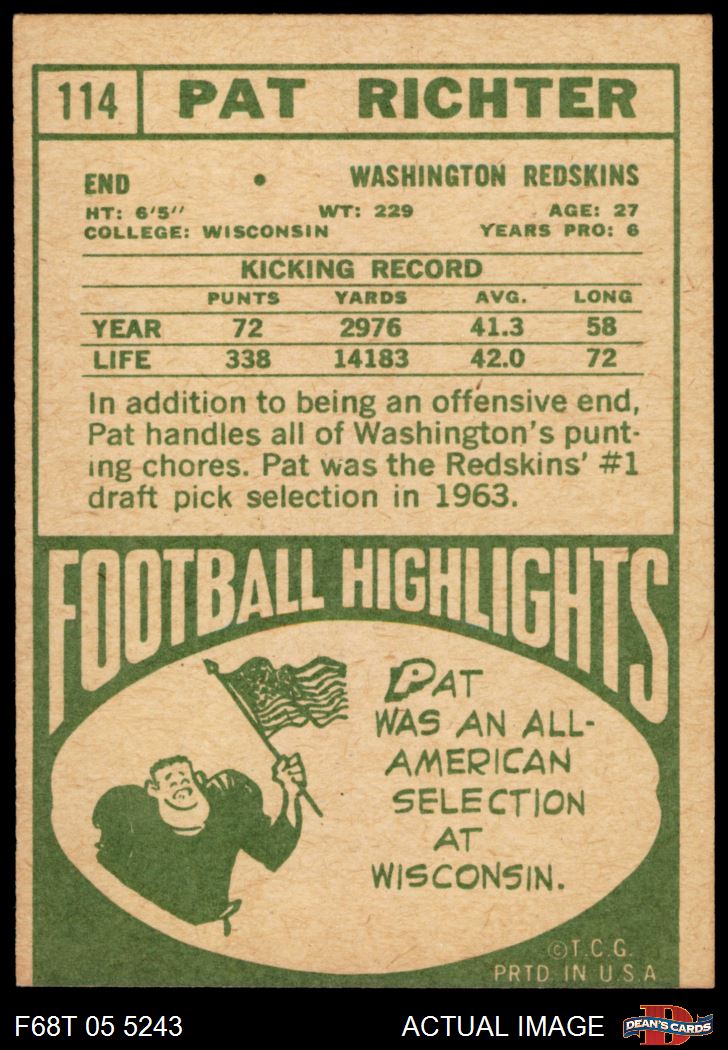 114 PAT RICHTER
END • WASHINGTON REDSKINS
HT: 6'5'' WT: 229 AGE: 27
COLLEGE: WISCONSIN YEARS PRO: 6
KICKING RECORD
PUNTS YARDS AVG. LONG
YEAR 72 2976 41.3 58
LIFE 338 14183 42.0 72
In addition to being an offensive end,
Pat handles all of Washington's punt-
ing chores. Pat was the Redskins' #1
draft pick selection in 1963.
FOOTBALL HIGHLIGHTS
PAT
WAS AN ALL-
AMERICAN
SELECTION
AT
WISCONSIN.
©T.C.G.
PRTD IN U.S.A
F68T 05 5243 ACTUAL IMAGE D DEAN'S CARDS